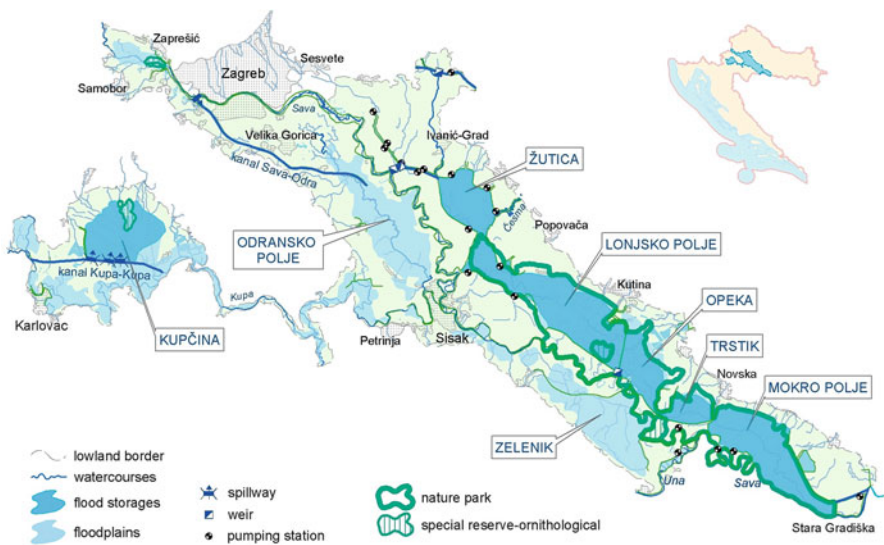 Zaprešić
Sesvete
Zagreb
Samobor
Sava
Ivanić-Grad
Velika Gorica
kanal Sava-Odra
ŽUTICA
Česma
Popovača
ODRANSKO
POLJE
LONJSKO POLJE
kanal Kupa-Kupa
Kupa
Kutina
OPEKA
Karlovac
KUPČINA
Petrinja
Sisak
TRSTIK
Novska
MOKRO POLJE
ZELENIK
Una
Sava
Stara Gradiška
lowland border
watercourses
flood storages
floodplains
spillway
weir
pumping station
nature park
special reserve-ornithological